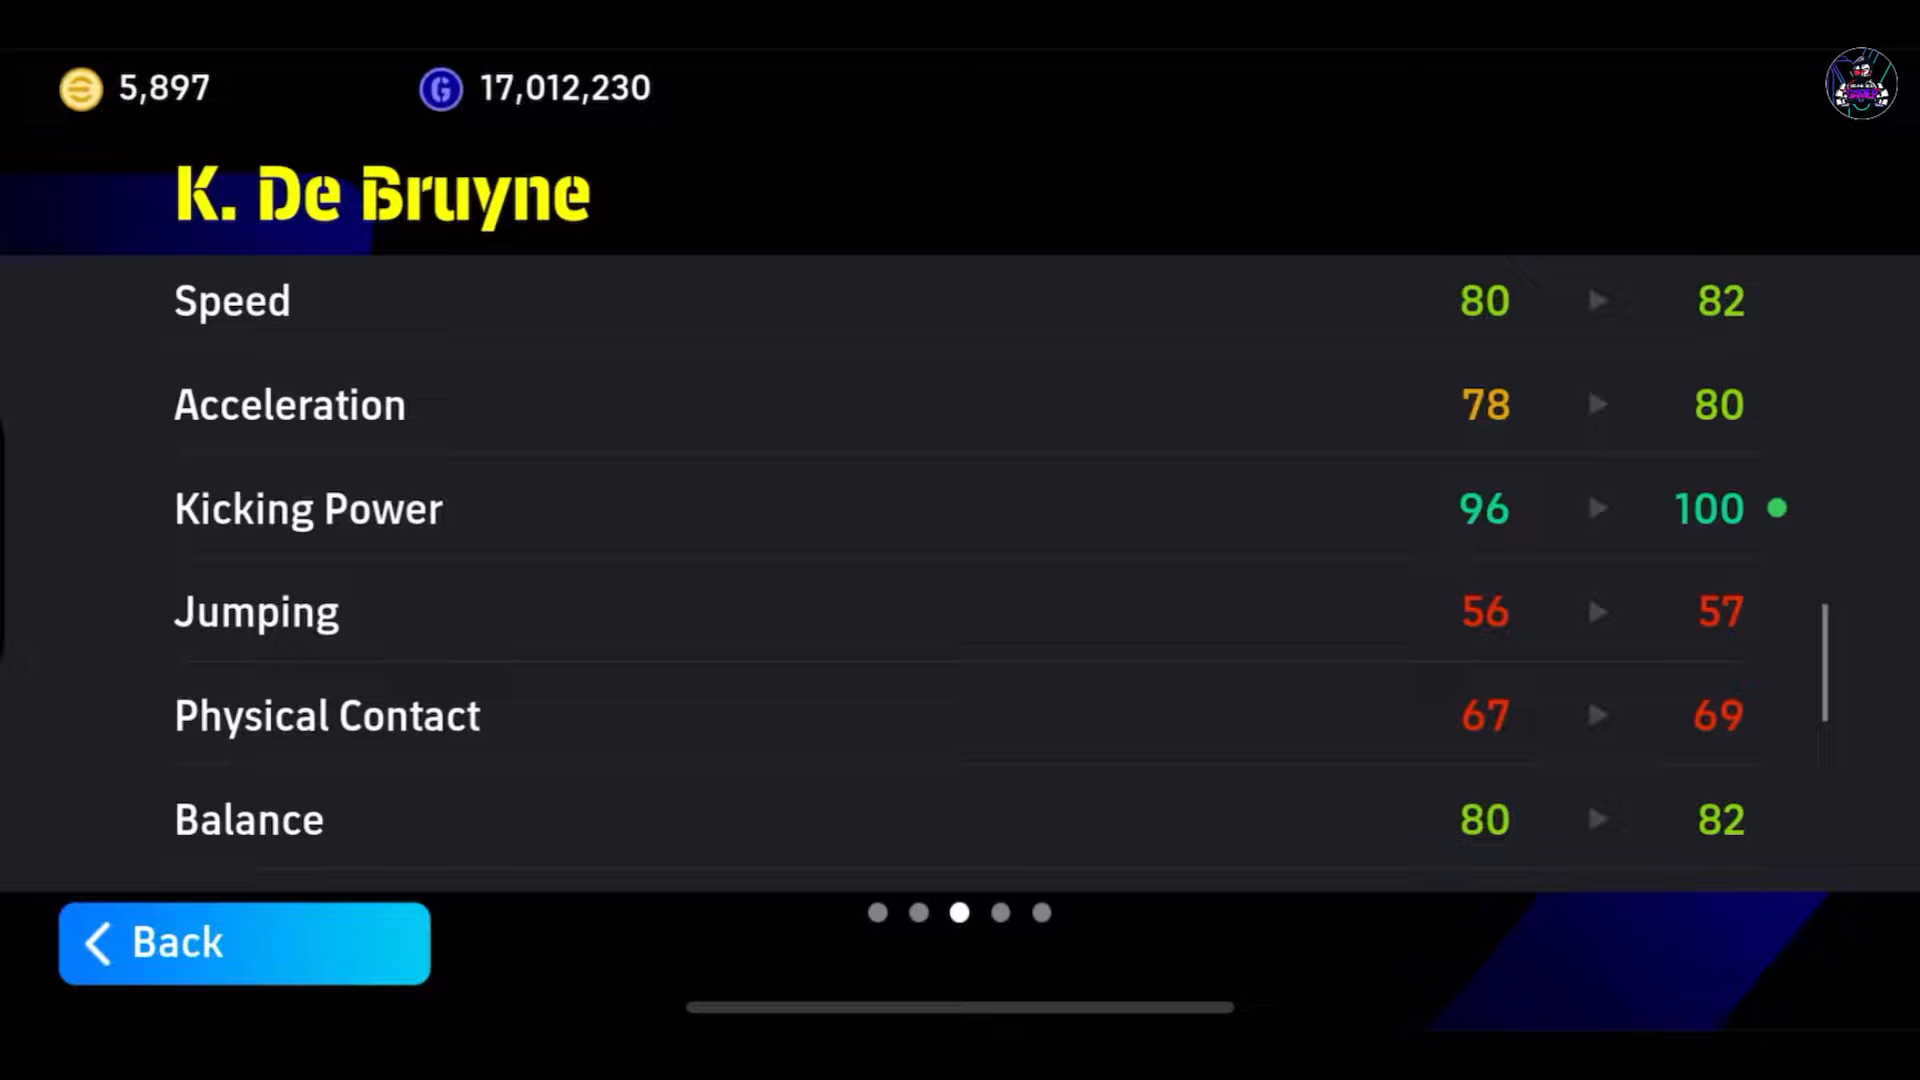 5,897 17,012,230
K. De Bruyne
Speed 80 82
Acceleration 78 80
Kicking Power 96 100
Jumping 56 57
Physical Contact 67 69
Balance 80 82
Back